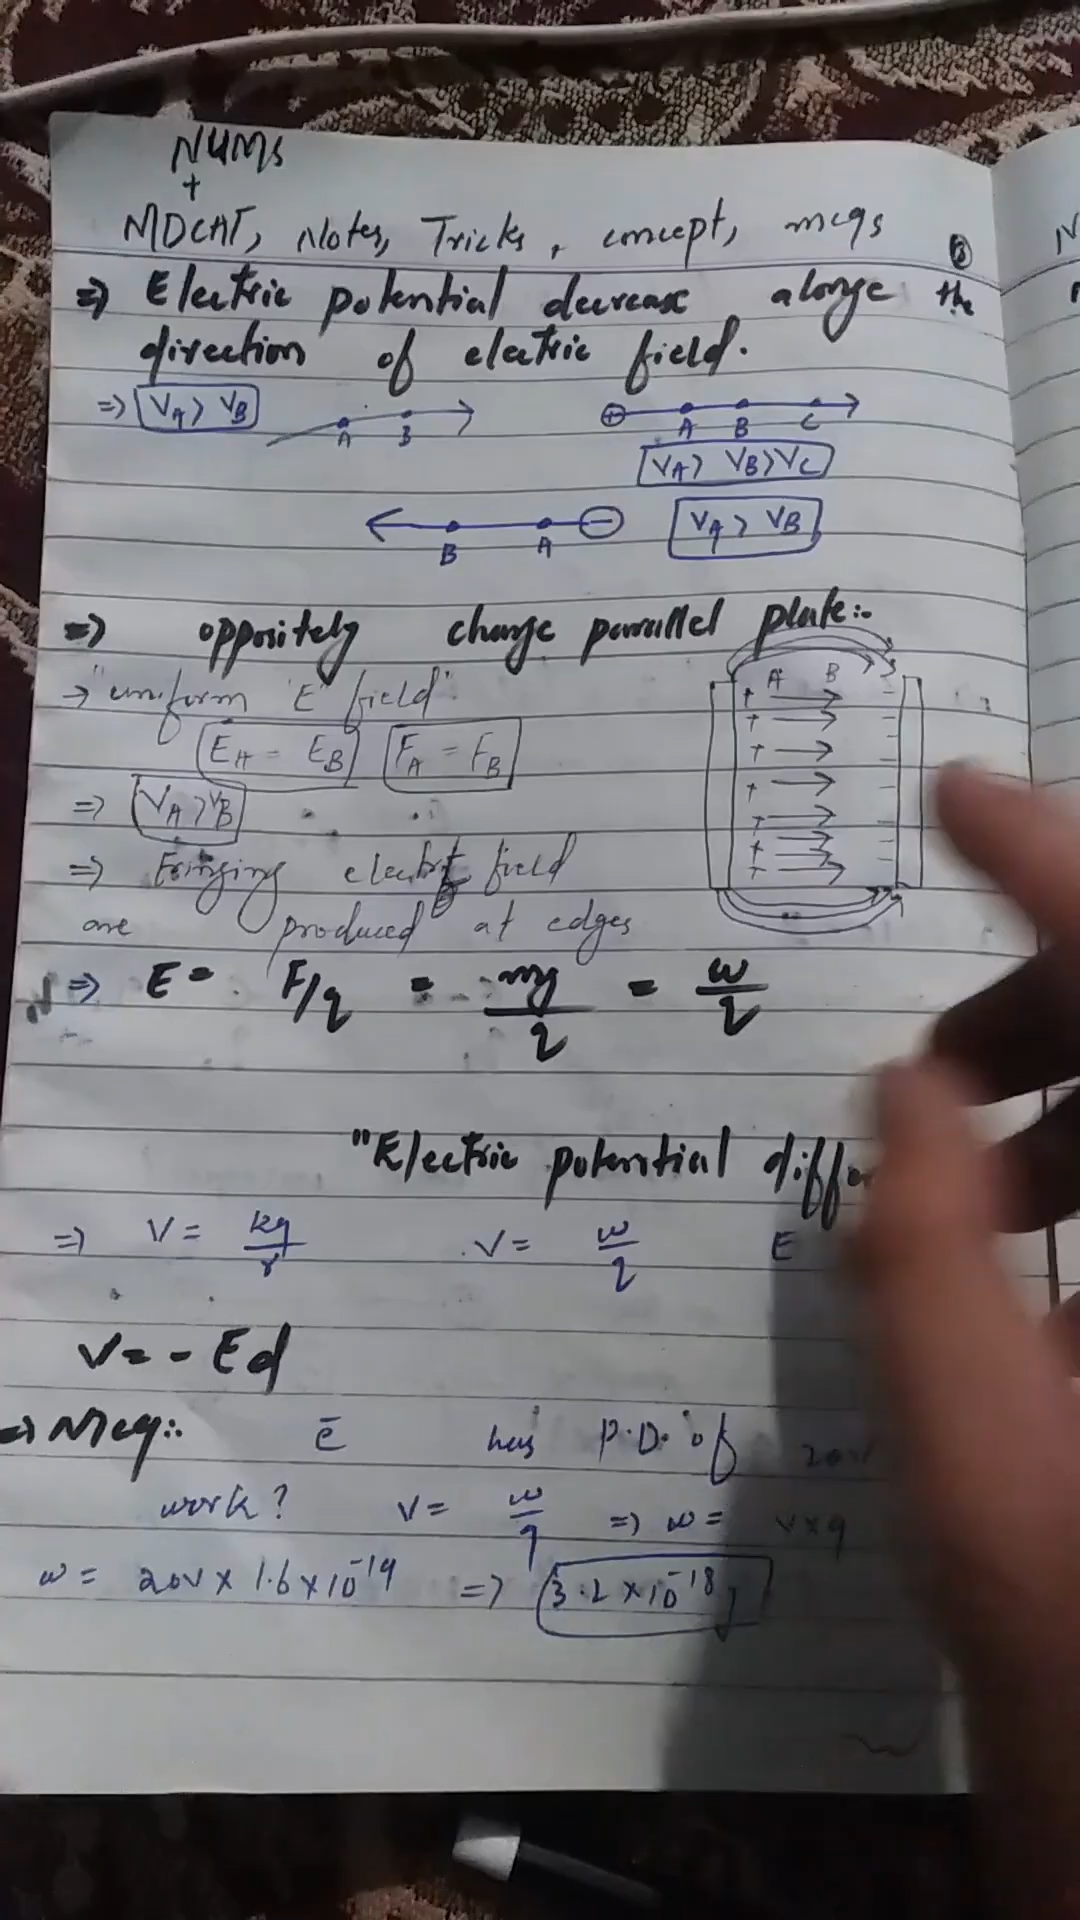 NUMS
+
MDCAT, Notes, Tricks, concept, mcqs
⇒ Electric potential decrease alonge the
direction of electric field.
⇒ VA > VB
A B
+ A B C
VA > VB > VC
B A −
VA > VB
⇒ oppsitely charge parallel plate:-
→ "uniform 'E' field"
A B
EA = EB FA = FB
⇒ VA > VB
⇒ Fringing electric field
are produced at edges
⇒ E = F/q = mg/q = w/q
"Electric potential
⇒ V = kq/r V = w/q E
V = - Ed
⇒ Mcq:- ē has P.D. of 20V
work? V = w/q ⇒ w = V×q
w = 20V × 1.6×10^-19 ⇒ 3.2×10^-18 J